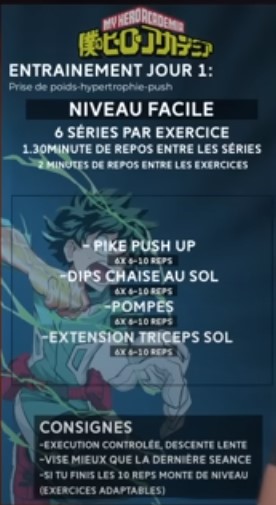 MY HERO ACADEMIA
僕のヒーローアカデミア
ENTRAINEMENT JOUR 1:
Prise de poids-hypertrophie-push
NIVEAU FACILE
6 SÉRIES PAR EXERCICE
1.30MINUTE DE REPOS ENTRE LES SÉRIES
2 MINUTES DE REPOS ENTRE LES EXERCICES
- PIKE PUSH UP
6X 6-10 REPS
-DIPS CHAISE AU SOL
6X 6-10 REPS
-POMPES
6X 6-10 REPS
-EXTENSION TRICEPS SOL
6X 6-10 REPS
CONSIGNES
-EXECUTION CONTROLÉE, DESCENTE LENTE
-VISE MIEUX QUE LA DERNIÈRE SEANCE
-SI TU FINIS LES 10 REPS MONTE DE NIVEAU
(EXERCICES ADAPTABLES)